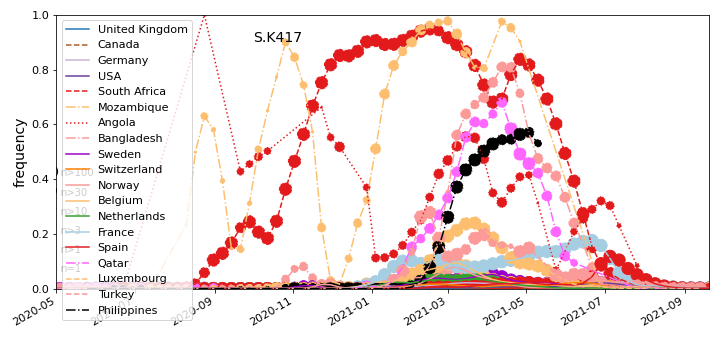 S.K417
frequency
1.0
0.8
0.6
0.4
0.2
0.0
United Kingdom
Canada
Germany
USA
South Africa
Mozambique
Angola
Bangladesh
Sweden
Switzerland
Norway
Belgium
Netherlands
France
Spain
Qatar
Luxembourg
Turkey
Philippines
n>100
n>30
n>10
n>3
n>1
n=1
2020-05
2020-09
2020-11
2021-01
2021-03
2021-05
2021-07
2021-09